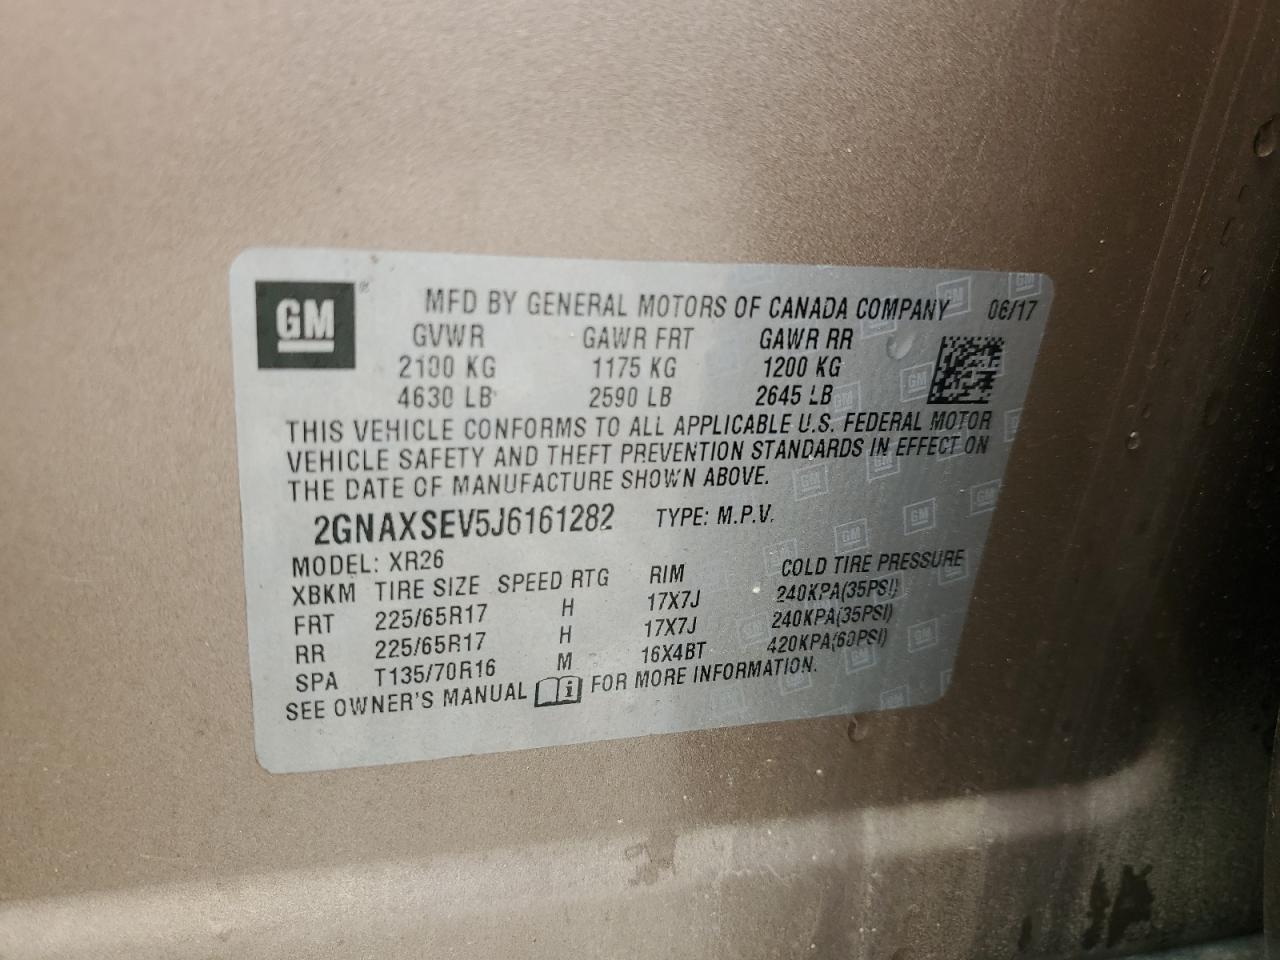 GM®
MFD BY GENERAL MOTORS OF CANADA COMPANY 06/17
GVWR GAWR FRT GAWR RR
2100 KG 1175 KG 1200 KG
4630 LB 2590 LB 2645 LB
THIS VEHICLE CONFORMS TO ALL APPLICABLE U.S. FEDERAL MOTOR
VEHICLE SAFETY AND THEFT PREVENTION STANDARDS IN EFFECT ON
THE DATE OF MANUFACTURE SHOWN ABOVE.
2GNAXSEV5J6161282 TYPE: M.P.V.
MODEL: XR26
XBKM TIRE SIZE SPEED RTG RIM COLD TIRE PRESSURE
FRT 225/65R17 H 17X7J 240KPA(35PSI)
RR 225/65R17 H 17X7J 240KPA(35PSI)
SPA T135/70R16 M 16X4BT 420KPA(60PSI)
SEE OWNER'S MANUAL FOR MORE INFORMATION.